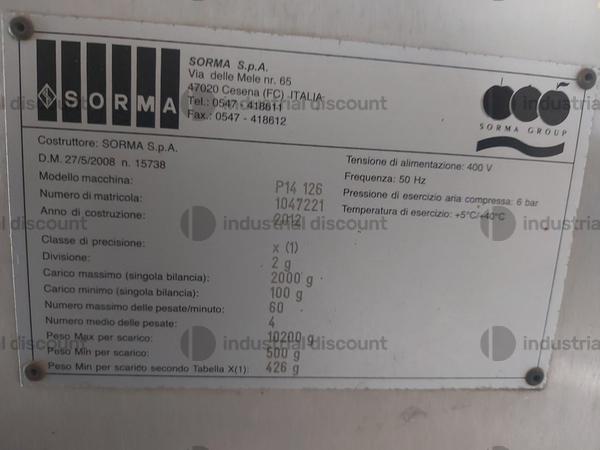 SORMA
SORMA S.p.A.
Via delle Mele nr. 65
47020 Cesena (FC) -ITALIA
Tel.: 0547 - 418611
Fax.: 0547 - 418612
SORMA GROUP
Costruttore: SORMA S.p.A.
D.M. 27/5/2008 n. 15738
Modello macchina: P14 126
Numero di matricola: 1047221
Anno di costruzione: 2012
Classe di precisione: x (1)
Divisione: 2 g
Carico massimo (singola bilancia): 2000 g
Carico minimo (singola bilancia): 100 g
Numero massimo delle pesate/minuto: 60
Numero medio delle pesate: 4
Peso Max per scarico: 10200 g
Peso Min per scarico: 500 g
Peso Min per scarico secondo Tabella X(1): 426 g
Tensione di alimentazione: 400 V
Frequenza: 50 Hz
Pressione di esercizio aria compressa: 6 bar
Temperatura di esercizio: +5°C/+40°C
industrial discount